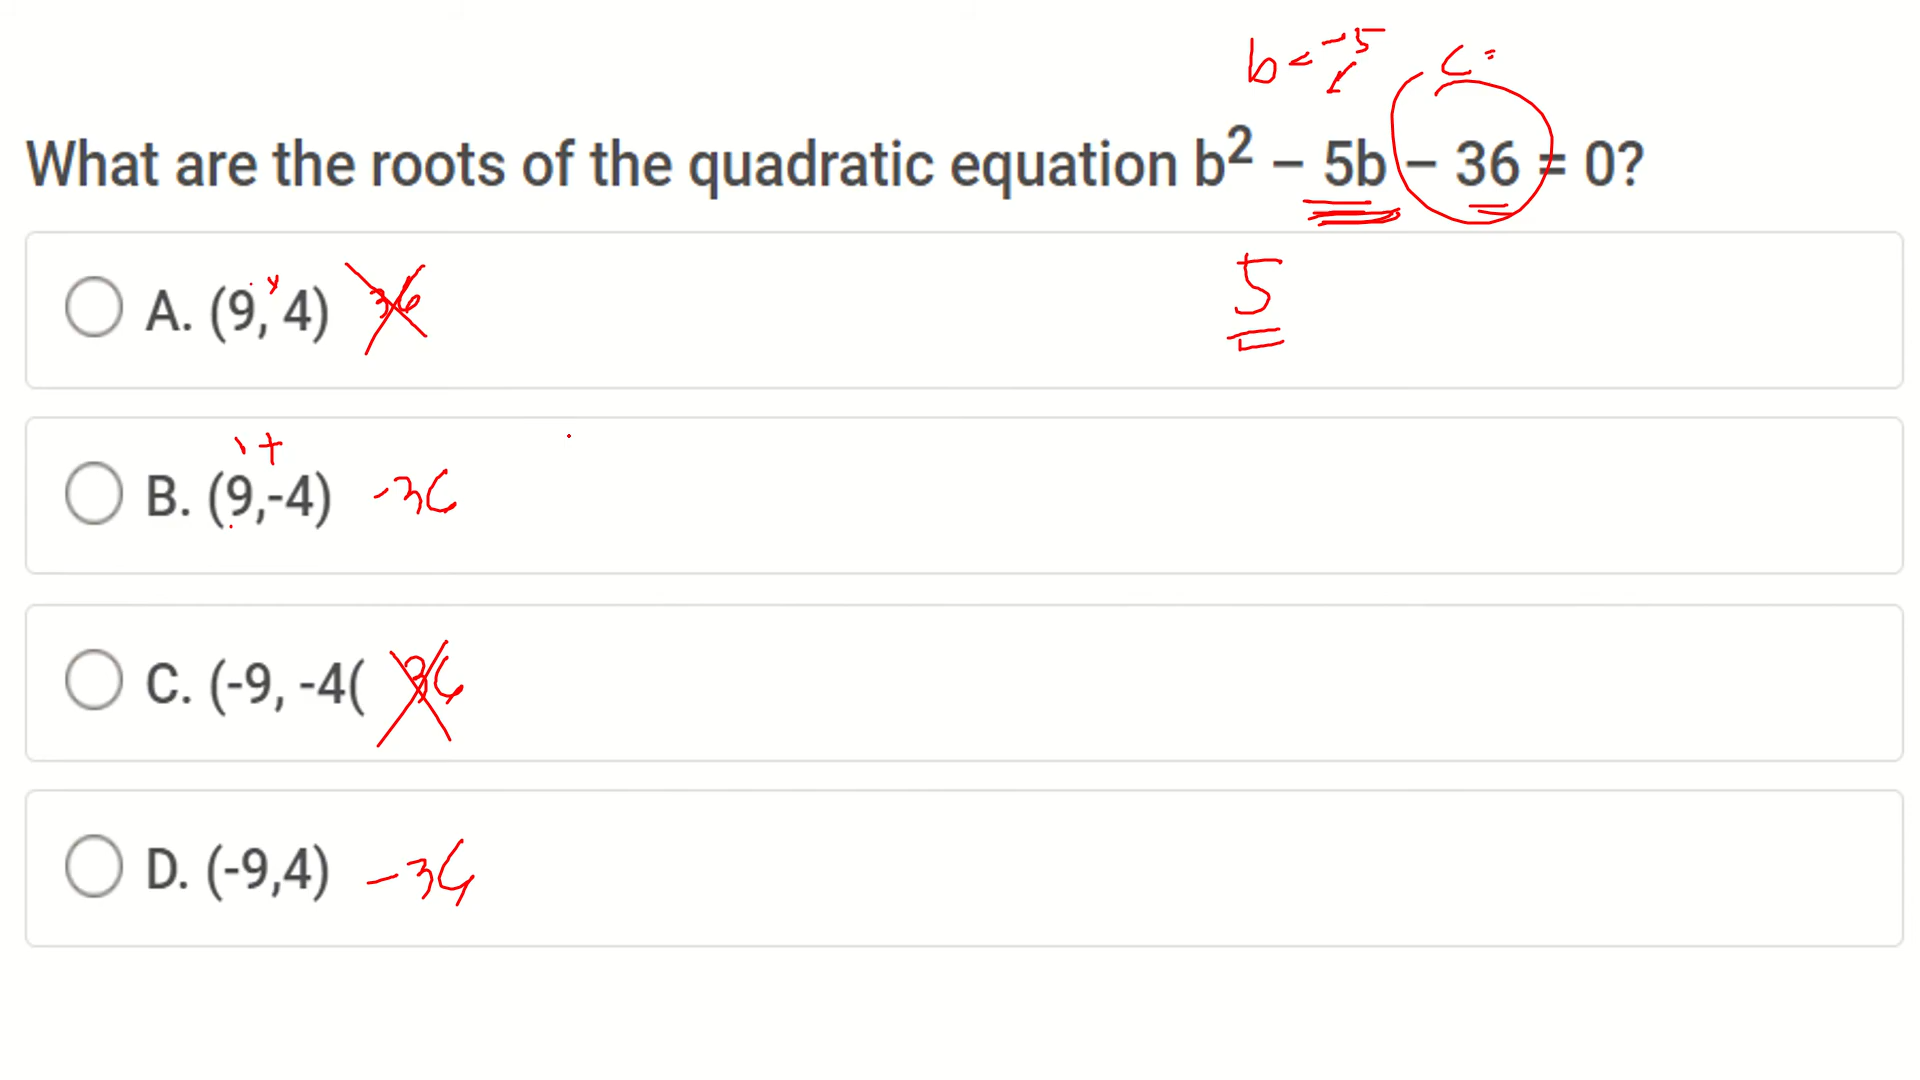 b = -5 c =
What are the roots of the quadratic equation b² – 5b – 36 = 0?
5
A. (9, 4) 36
+
B. (9,-4) -36
C. (-9, -4( 36
D. (-9,4) -36